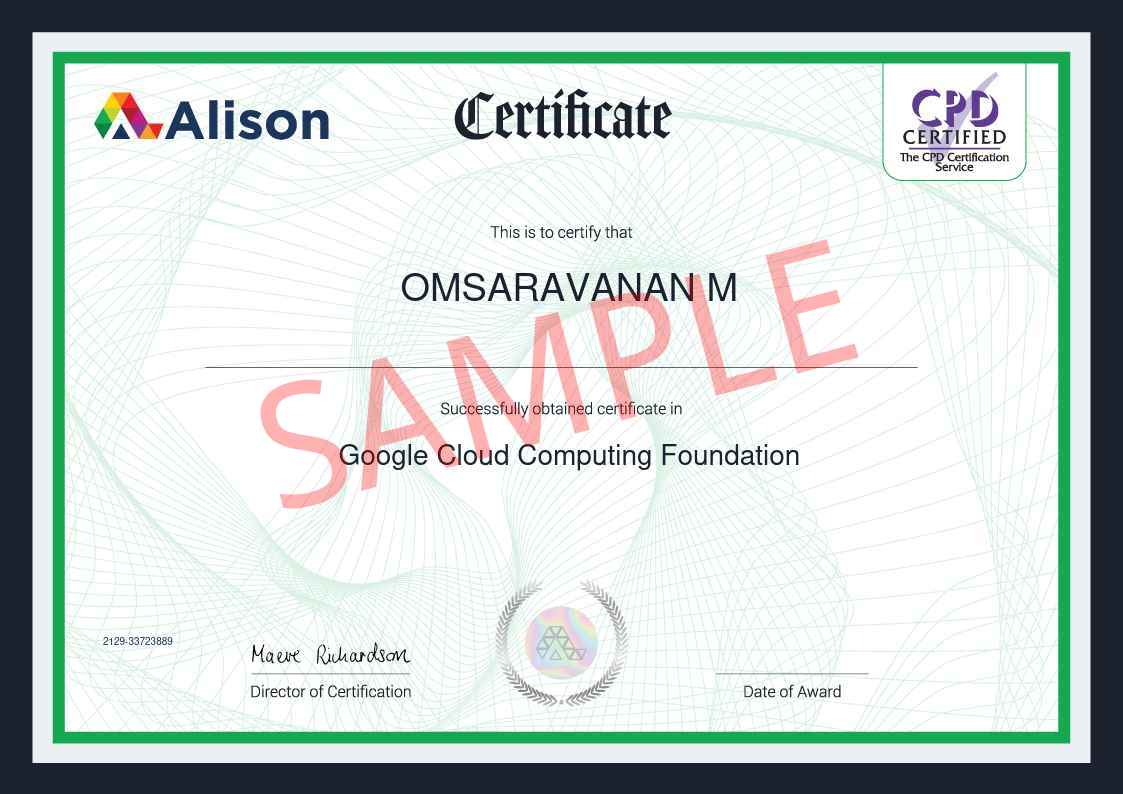 Alison
Certificate
CPD
CERTIFIED
The CPD Certification
Service
This is to certify that
OMSARAVANAN M
SAMPLE
Successfully obtained certificate in
Google Cloud Computing Foundation
2129-33723889
Maeve Richardson
Director of Certification
Date of Award